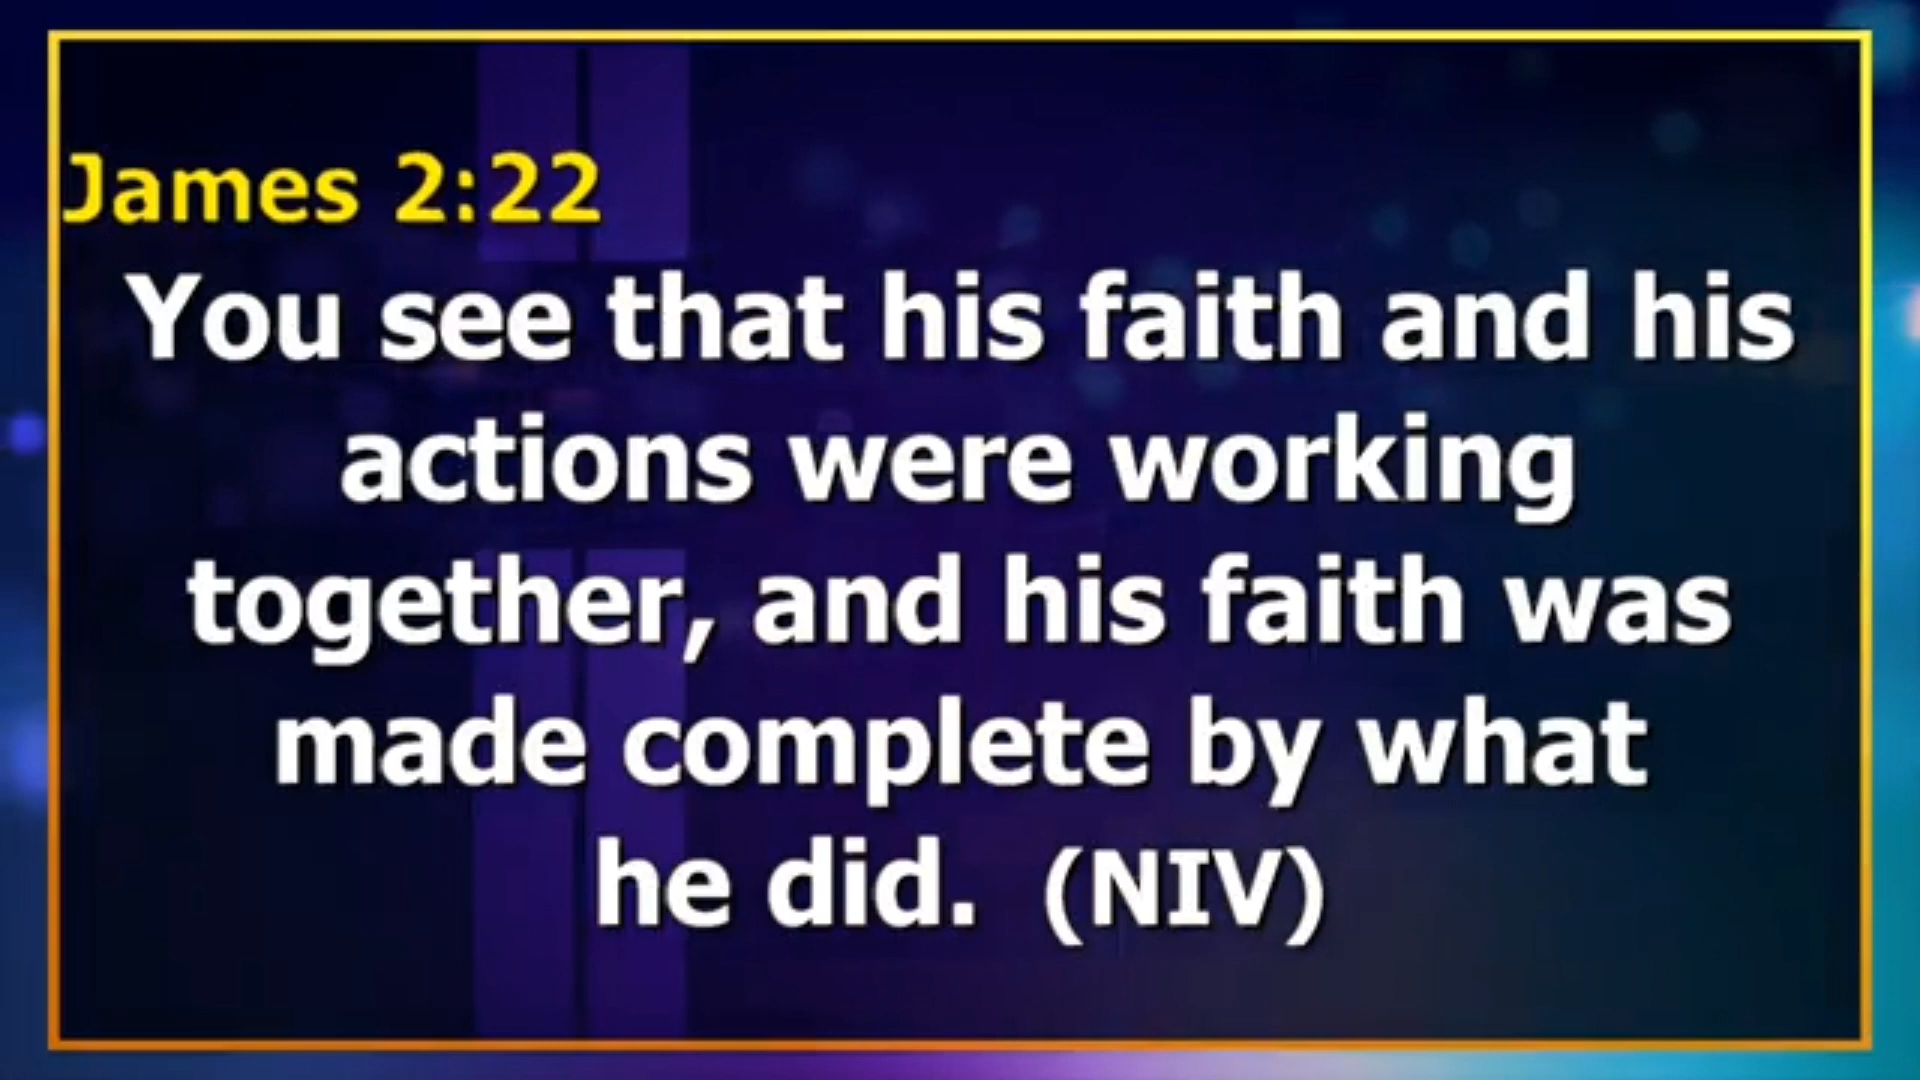 James 2:22
You see that his faith and his
actions were working
together, and his faith was
made complete by what
he did. (NIV)